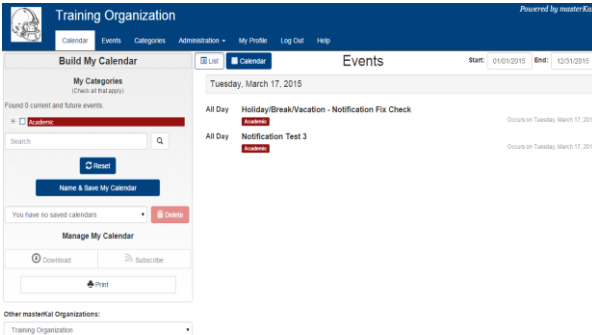 Training Organization
Powered by masterKal
Calendar Events Categories Administration My Profile Log Out Help
Build My Calendar
My Categories
(Check all that apply)
Found 0 current and future events.
Academic
Search
Reset
Name & Save My Calendar
You have no saved calendars
Delete
Manage My Calendar
Download Subscribe
Print
Other masterKal Organizations:
Training Organization
List Calendar Events Start: 01/01/2015 End: 12/31/2015
Tuesday, March 17, 2015
All Day Holiday/Break/Vacation - Notification Fix Check
Academic
Occurs on Tuesday, March 17, 201
All Day Notification Test 3
Academic
Occurs on Tuesday, March 17, 201